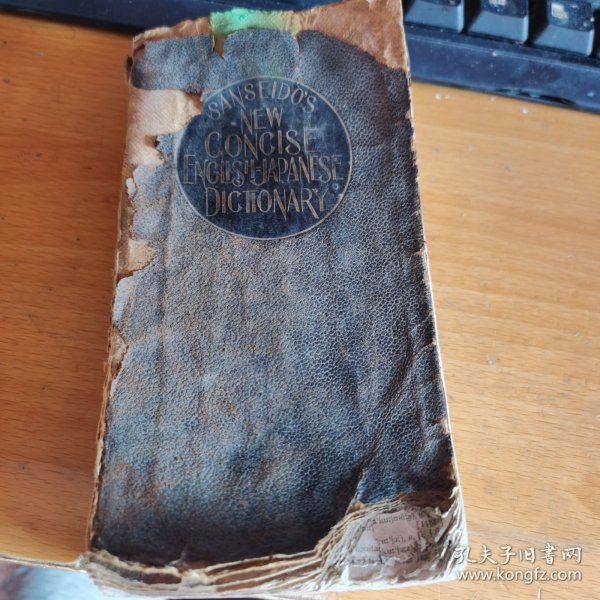 SANSEIDO'S
NEW
CONCISE
ENGLISH-JAPANESE
DICTIONARY
孔夫子旧书网
www.kongfz.com